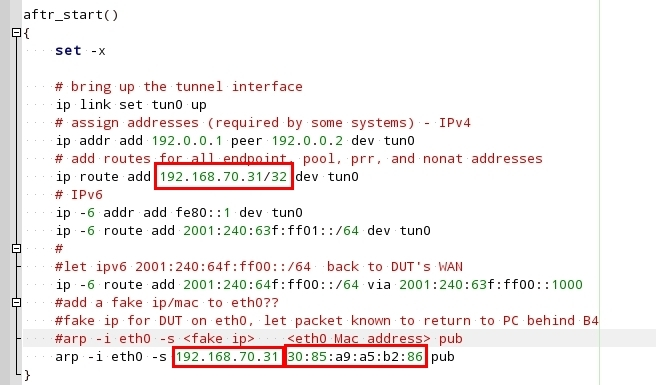 aftr_start()
{
set -x
# bring up the tunnel interface
ip link set tun0 up
# assign addresses (required by some systems) - IPv4
ip addr add 192.0.0.1 peer 192.0.0.2 dev tun0
# add routes for all endpoint, pool, prr, and nonat addresses
ip route add 192.168.70.31/32 dev tun0
# IPv6
ip -6 addr add fe80::1 dev tun0
ip -6 route add 2001:240:63f:ff01::/64 dev tun0
#
#let ipv6 2001:240:64f:ff00::/64  back to DUT's WAN
ip -6 route add 2001:240:64f:ff00::/64 via 2001:240:63f:ff00::1000
#add a fake ip/mac to eth0??
#fake ip for DUT on eth0, let packet known to return to PC behind B4
#arp -i eth0 -s <fake ip>    <eth0 Mac address> pub
arp -i eth0 -s 192.168.70.31 30:85:a9:a5:b2:86 pub
}